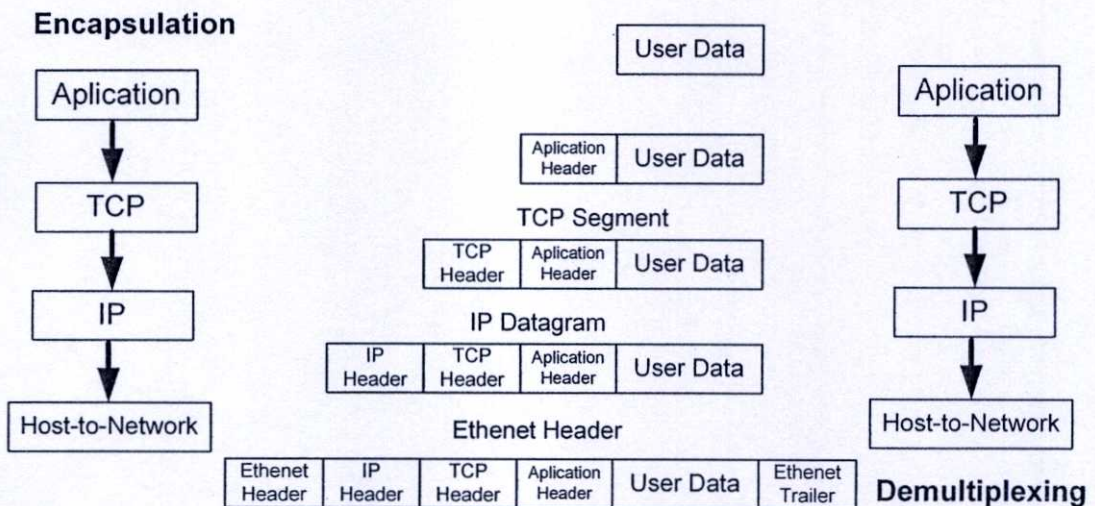 Encapsulation
Aplication
TCP
IP
Host-to-Network
User Data
Aplication
Header
User Data
TCP Segment
TCP
Header
Aplication
Header
User Data
IP Datagram
IP
Header
TCP
Header
Aplication
Header
User Data
Ethenet Header
Ethenet
Header
IP
Header
TCP
Header
Aplication
Header
User Data
Ethenet
Trailer
Aplication
TCP
IP
Host-to-Network
Demultiplexing